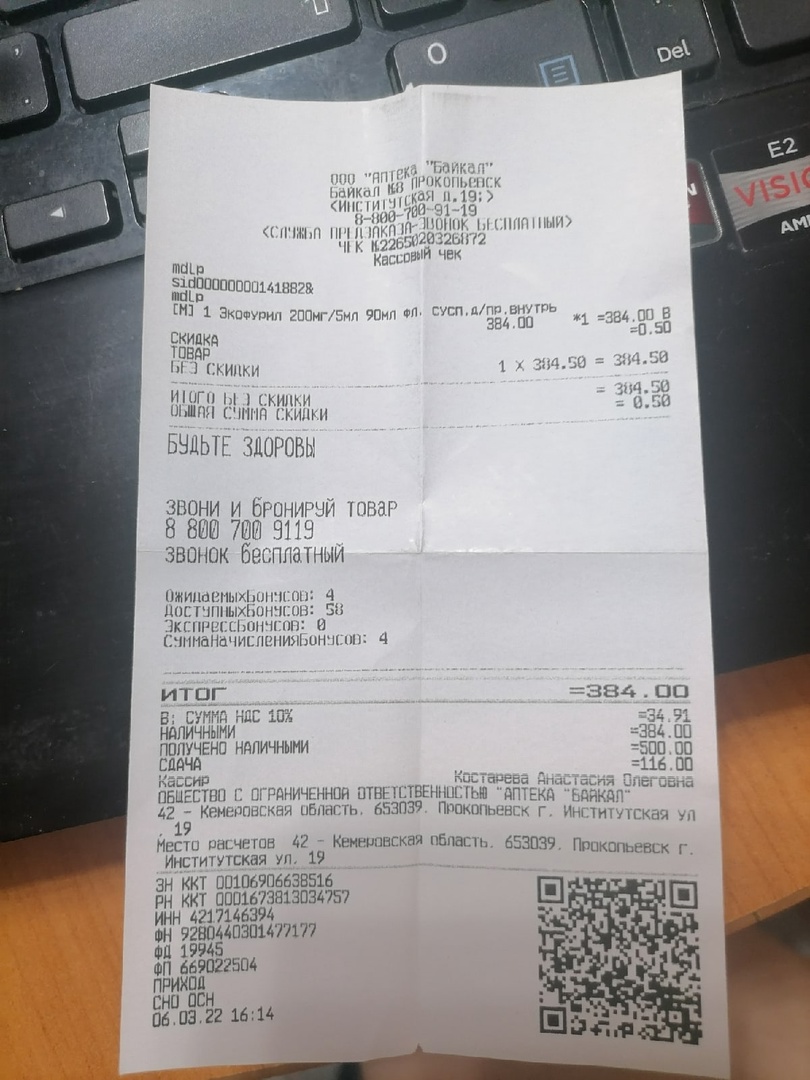 O
Del
E2
VISIO
AMD
ООО "АПТЕКА "Байкал"
Байкал №8 ПРОКОПЬЕВСК
<ИНСТИТУТСКАЯ д.19;>
8-800-700-91-19
<СЛУЖБА ПРЕДЗАКАЗА-ЗВОНОК БЕСПЛАТНЫЙ>
ЧЕК №2265020326872
Кассовый чек
mdlp
sid00000000141882&
mdlp
[М] 1 Экофурил 200мг/5мл 90мл фл. сусп.д/пр.внутрь
384.00 *1 =384.00 В
СКИДКА =0.50
ТОВАР
БЕЗ СКИДКИ 1 X 384.50 = 384.50
ИТОГО БЕЗ СКИДКИ = 384.50
ОБЩАЯ СУММА СКИДКИ = 0.50
БУДЬТЕ ЗДОРОВЫ
ЗВОНИ И бронируй товар
8 800 700 9119
звонок бесплатный
ОжидаемыхБонусов: 4
ДоступныхБонусов: 58
ЭкспрессБонусов: 0
СуммаНачисленияБонусов: 4
ИТОГ =384.00
В: СУММА НДС 10% =34.91
НАЛИЧНЫМИ =384.00
ПОЛУЧЕНО НАЛИЧНЫМИ =500.00
СДАЧА =116.00
Кассир Костарева Анастасия Олеговна
ОБЩЕСТВО С ОГРАНИЧЕННОЙ ОТВЕТСТВЕННОСТЬЮ "АПТЕКА "БАЙКАЛ"
42 - Кемеровская область. 653039. Прокопьевск г. Институтская ул
. 19
Место расчетов 42 - Кемеровская область. 653039. Прокопьевск г.
Институтская ул. 19
ЗН ККТ 00106906638516
РН ККТ 0001673813034757
ИНН 4217146394
ФН 9280440301477177
ФД 19945
ФП 669022504
ПРИХОД
СНО ОСН
06.03.22 16:14